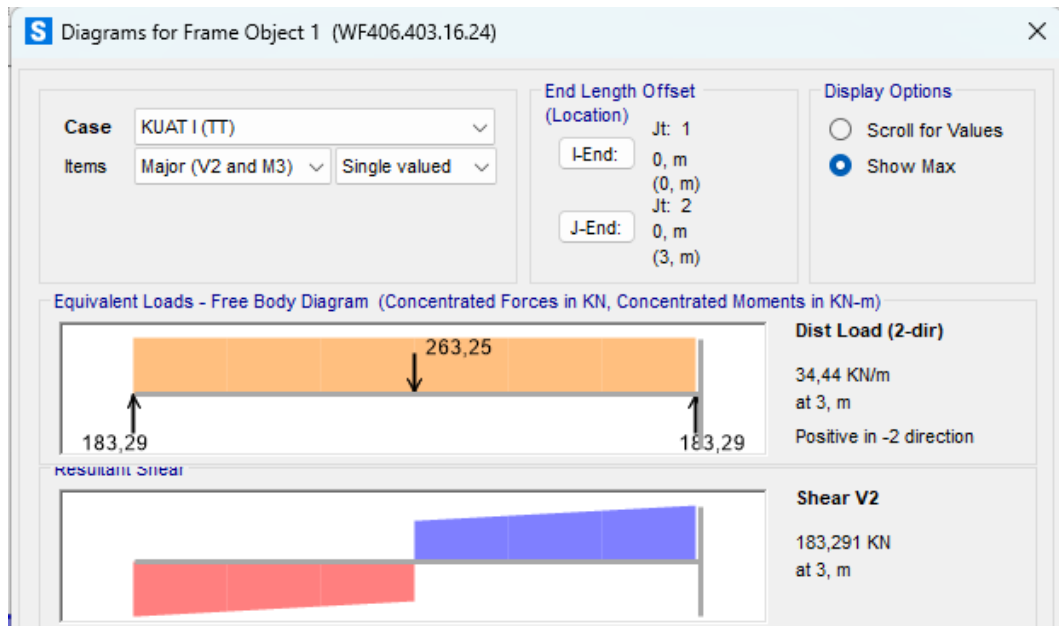 S Diagrams for Frame Object 1 (WF406.403.16.24)
Case KUAT I (TT)
Items Major (V2 and M3) Single valued
End Length Offset
(Location)
I-End:
Jt: 1
0, m
(0, m)
J-End:
Jt: 2
0, m
(3, m)
Display Options
Scroll for Values
Show Max
Equivalent Loads - Free Body Diagram (Concentrated Forces in KN, Concentrated Moments in KN-m)
263,25
183,29
183,29
Dist Load (2-dir)
34,44 KN/m
at 3, m
Positive in -2 direction
Resultant Shear
Shear V2
183,291 KN
at 3, m